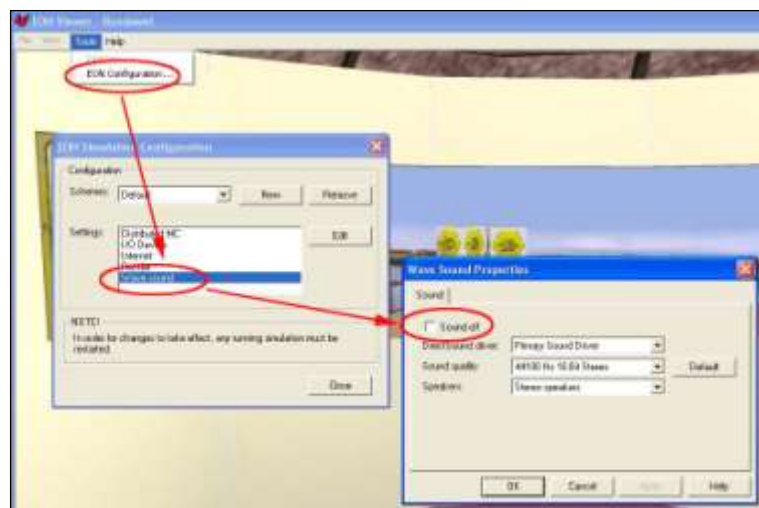 EON Viewer
Tools Help
EON Configuration...
EON Simulation Configuration
Configuration
Schemes: Default New Remove
Settings: Distributed MC Edit
I/O Dev
Internet
Wave sound
NOTE!
In order for changes to take effect, any running simulation must be
restarted.
Close
Wave Sound Properties
Sound
Sound off
DirectSound driver: Primary Sound Driver
Sound quality: 44100 Hz 16 Bit Stereo Default
Speakers: Stereo speakers
OK Cancel Help